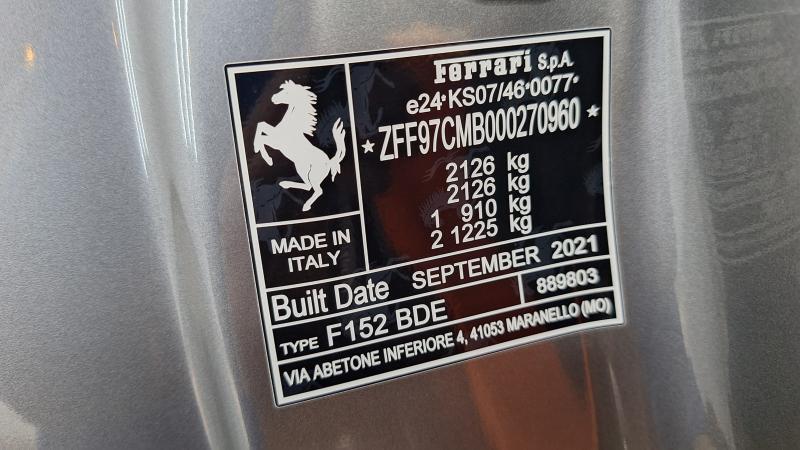 Ferrari S.p.A.
e24*KS07/46*0077*
*ZFF97CMB000270960*
2126 kg
2126 kg
1 910 kg
2 1225 kg
MADE IN
ITALY
Built Date SEPTEMBER 2021
TYPE F152 BDE 889803
VIA ABETONE INFERIORE 4, 41053 MARANELLO (MO)